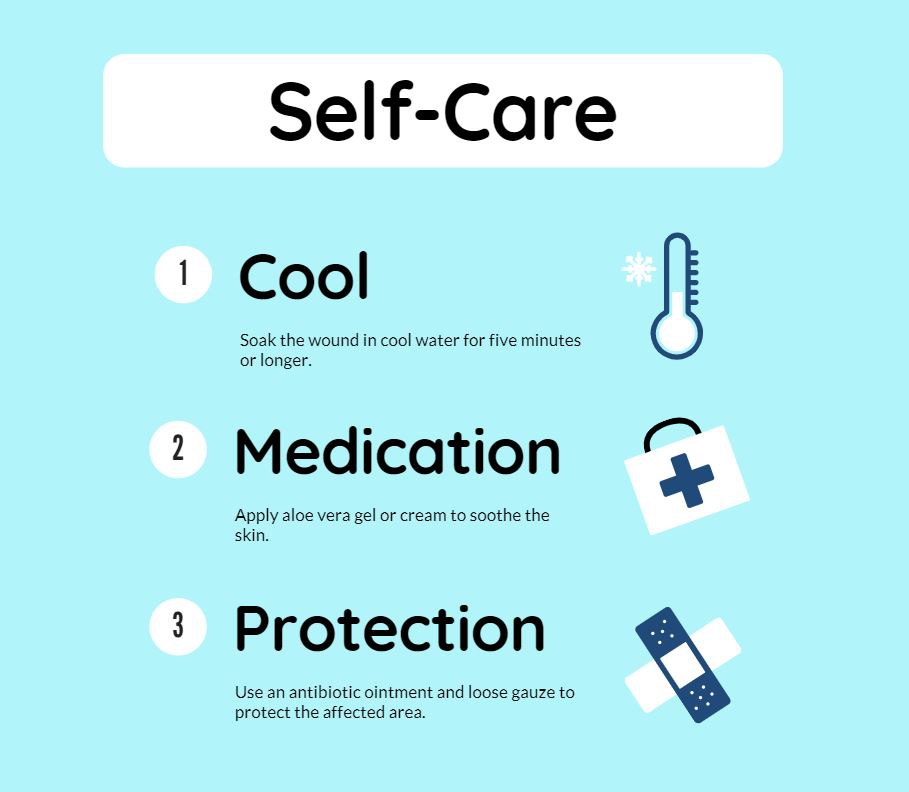 Self-Care
1
Cool
Soak the wound in cool water for five minutes
or longer.
2
Medication
Apply aloe vera gel or cream to soothe the
skin.
3
Protection
Use an antibiotic ointment and loose gauze to
protect the affected area.